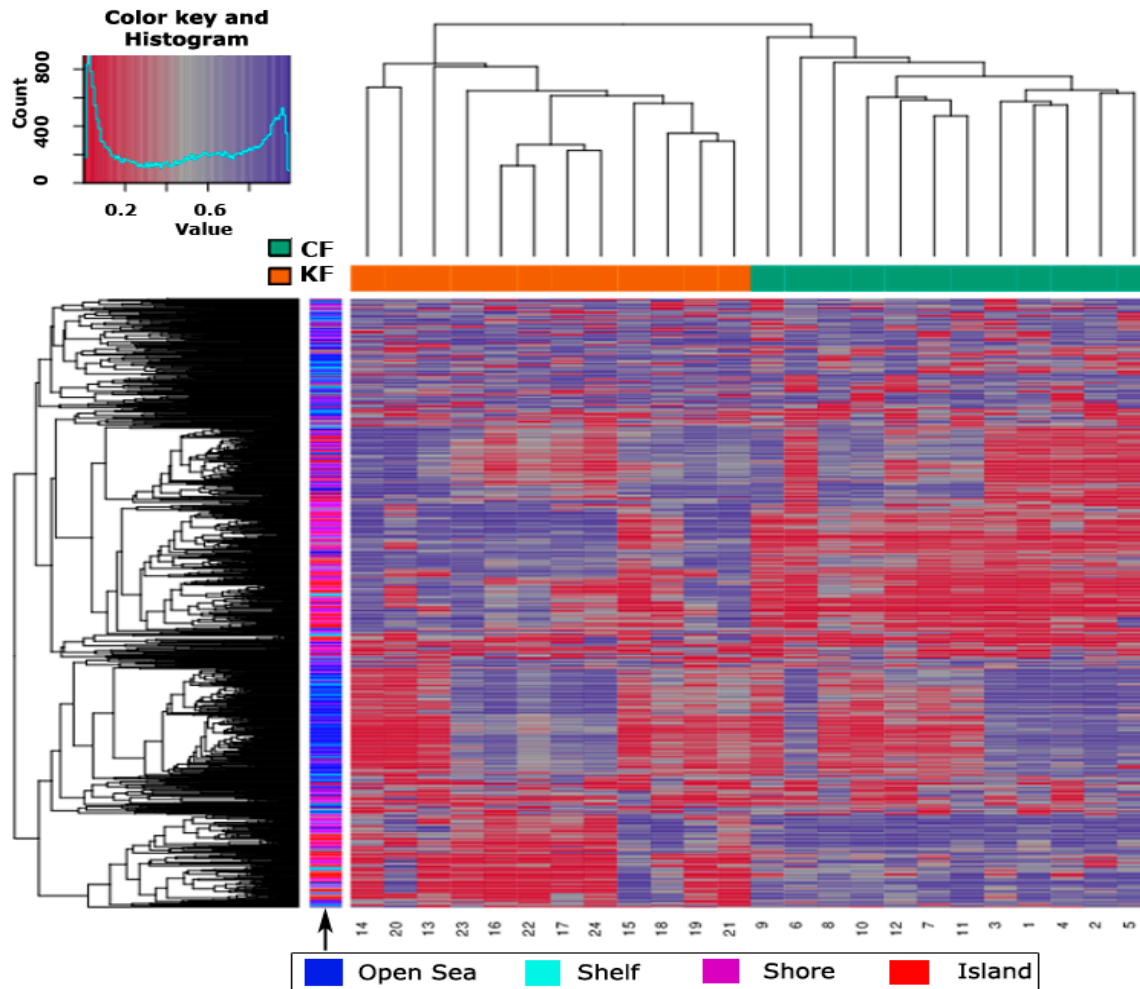 Color key and
Histogram
Count
800
400
0
0.2
0.6
Value
CF
KF
14 20 13 23 16 22 17 24 15 18 19 21 9 6 8 10 12 7 11 3 1 4 2 5
Open Sea
Shelf
Shore
Island